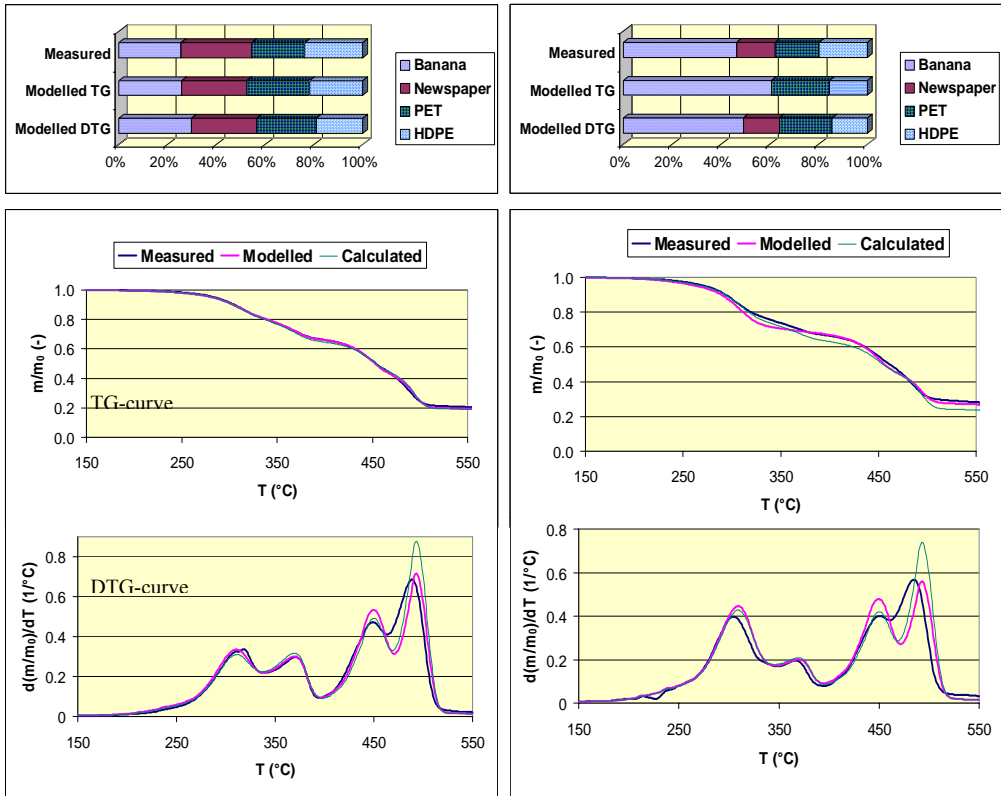 Measured
Modelled TG
Modelled DTG
0% 20% 40% 60% 80% 100%
Banana
Newspaper
PET
HDPE
Measured
Modelled TG
Modelled DTG
0% 20% 40% 60% 80% 100%
Banana
Newspaper
PET
HDPE
Measured Modelled Calculated
1.0
0.8
0.6
0.4
0.2
0.0
m/m₀ (-)
TG-curve
150 250 350 450 550
T (°C)
0.8
0.6
0.4
0.2
0
d(m/m₀)/dT (1/°C)
DTG-curve
150 250 350 450 550
T (°C)
Measured Modelled Calculated
1.0
0.8
0.6
0.4
0.2
0.0
m/m₀ (-)
150 250 350 450 550
T (°C)
0.8
0.6
0.4
0.2
0
d(m/m₀)/dT (1/°C)
150 250 350 450 550
T (°C)